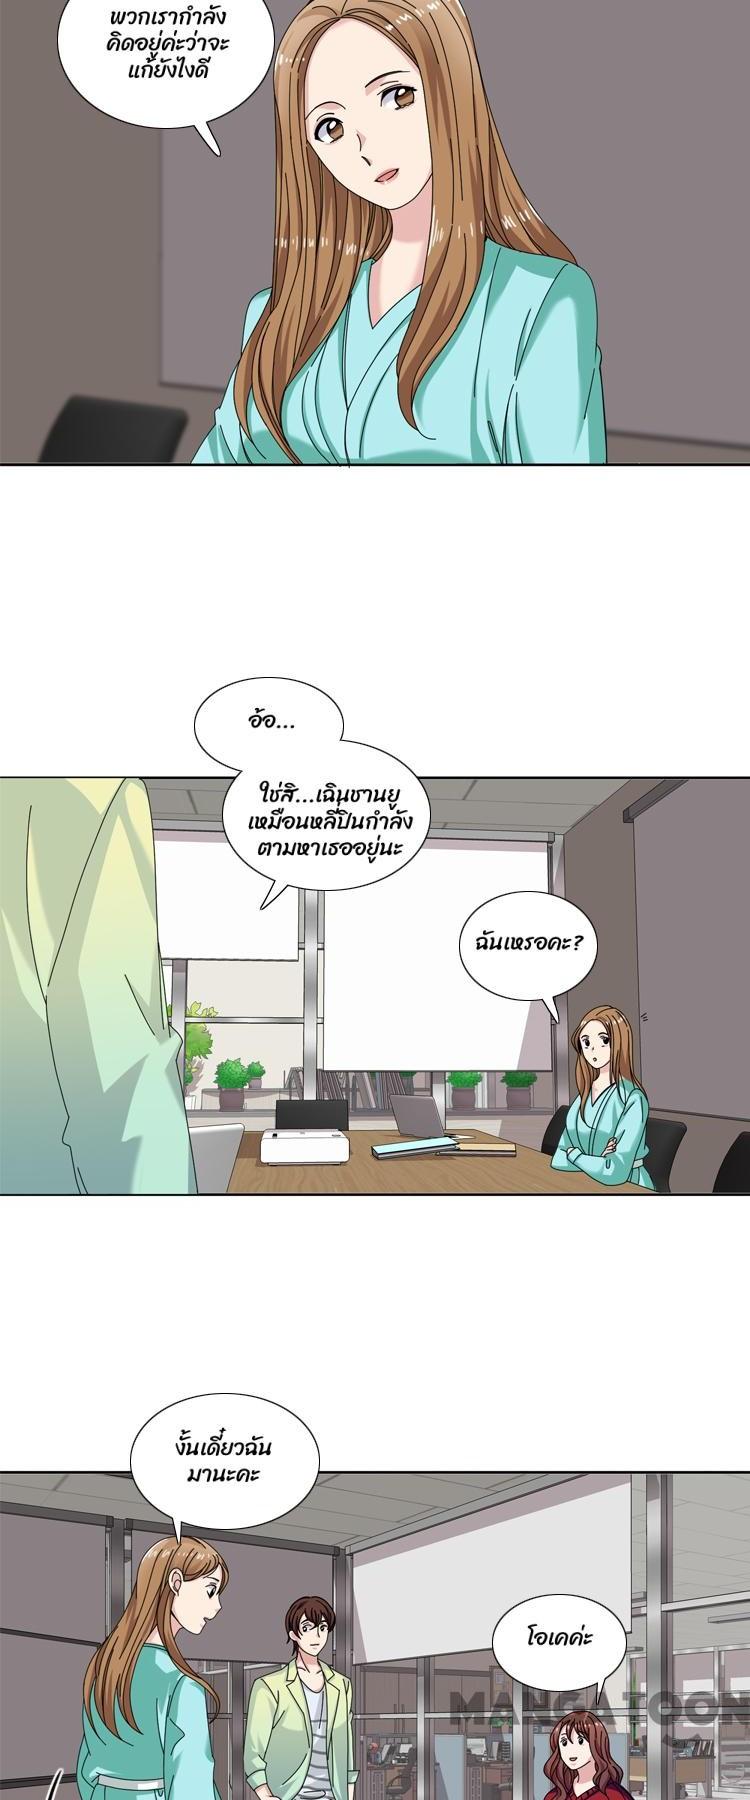 พวกเรากำลัง
คิดอยู่ค่ะว่าจะ
แก้ยังไงดี
อ้อ...
ใช่สิ...เฉินชานยู
เหมือนหลี่ปินกำลัง
ตามหาเธออยู่นะ
ฉันเหรอคะ?
งั้นเดี๋ยวฉัน
มานะคะ
โอเคค่ะ
MANGATOON